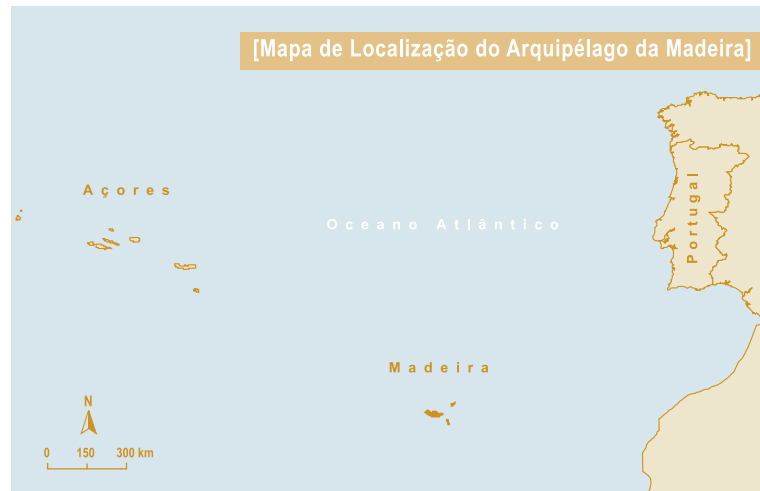 [Mapa de Localização do Arquipélago da Madeira]
Açores
Oceano Atlântico
Portugal
Madeira
N
0 150 300 km